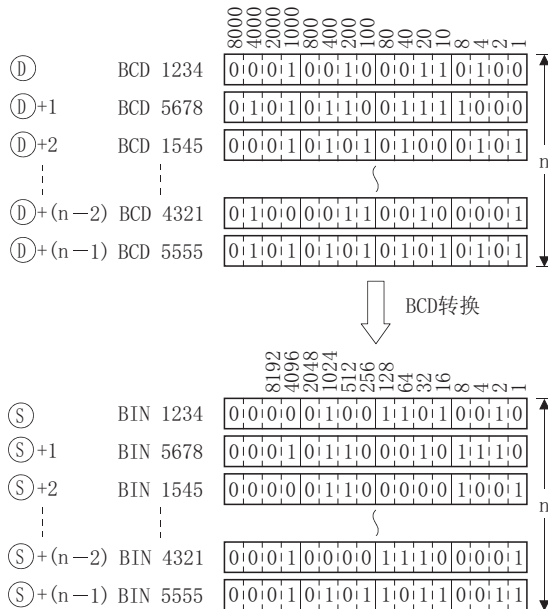 8000 4000 2000 1000 800 400 200 100 80 40 20 10 8 4 2 1
Ⓓ BCD 1234 0 0 0 1 0 0 1 0 0 0 1 1 0 1 0 0
Ⓓ+1 BCD 5678 0 1 0 1 0 1 1 0 0 1 1 1 1 0 0 0
Ⓓ+2 BCD 1545 0 0 0 1 0 1 0 1 0 1 0 0 0 1 0 1
n
Ⓓ+(n－2) BCD 4321 0 1 0 0 0 0 1 1 0 0 1 0 0 0 0 1
Ⓓ+(n－1) BCD 5555 0 1 0 1 0 1 0 1 0 1 0 1 0 1 0 1
BCD转换
8192 4096 2048 1024 512 256 128 64 32 16 8 4 2 1
Ⓢ BIN 1234 0 0 0 0 0 1 0 0 1 1 0 1 0 0 1 0
Ⓢ+1 BIN 5678 0 0 0 1 0 1 1 0 0 0 1 0 1 1 1 0
Ⓢ+2 BIN 1545 0 0 0 0 0 1 1 0 0 0 0 0 1 0 0 1
n
Ⓢ+(n－2) BIN 4321 0 0 0 1 0 0 0 0 1 1 1 0 0 0 0 1
Ⓢ+(n－1) BIN 5555 0 0 0 1 0 1 0 1 1 0 1 1 0 0 1 1